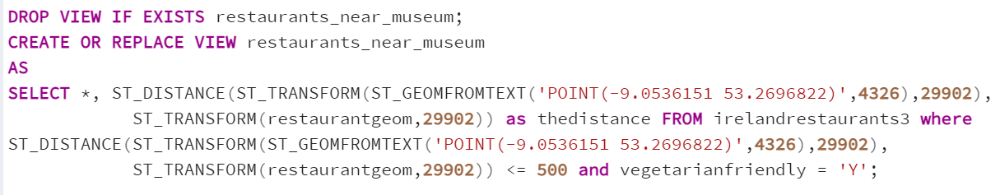 DROP VIEW IF EXISTS restaurants_near_museum;
CREATE OR REPLACE VIEW restaurants_near_museum
AS
SELECT *, ST_DISTANCE(ST_TRANSFORM(ST_GEOMFROMTEXT('POINT(-9.0536151 53.2696822)',4326),29902),
ST_TRANSFORM(restaurantgeom,29902)) as thedistance FROM irelandrestaurants3 where
ST_DISTANCE(ST_TRANSFORM(ST_GEOMFROMTEXT('POINT(-9.0536151 53.2696822)',4326),29902),
ST_TRANSFORM(restaurantgeom,29902)) <= 500 and vegetarianfriendly = 'Y';